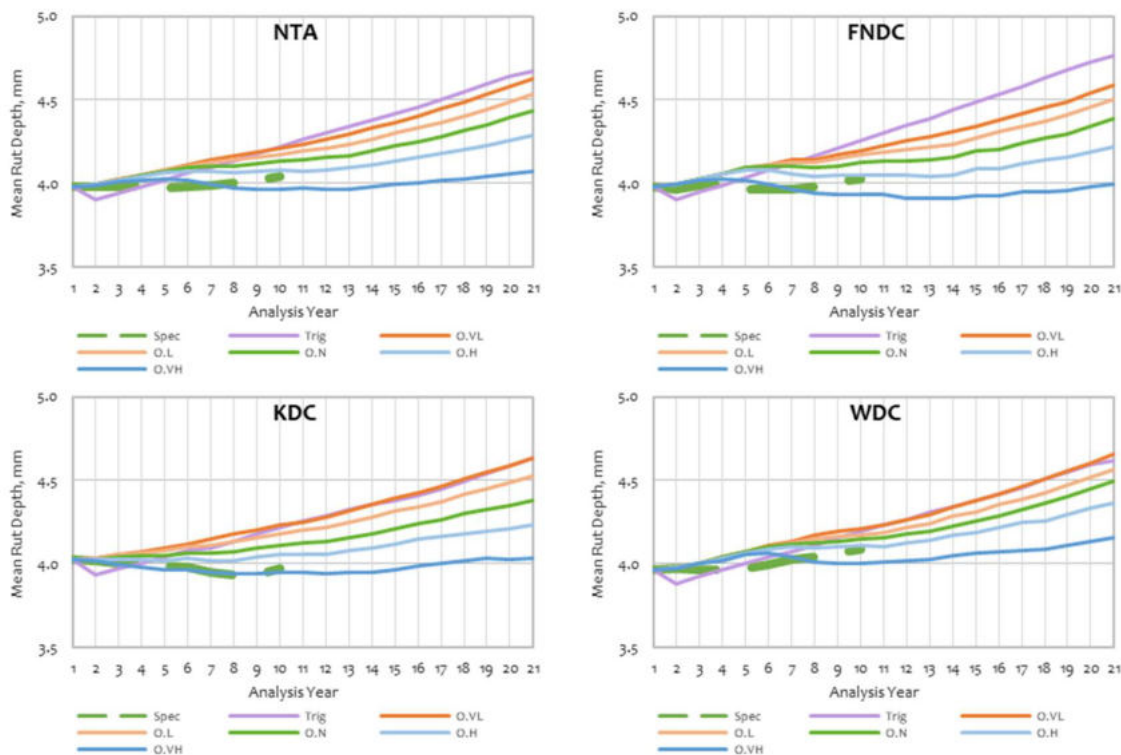 NTA
5.0
4.5
4.0
3.5
Mean Rut Depth, mm
1 2 3 4 5 6 7 8 9 10 11 12 13 14 15 16 17 18 19 20 21
Analysis Year
Spec Trig O.VL
O.L O.N O.H
O.VH
FNDC
5.0
4.5
4.0
3.5
Mean Rut Depth, mm
1 2 3 4 5 6 7 8 9 10 11 12 13 14 15 16 17 18 19 20 21
Analysis Year
Spec Trig O.VL
O.L O.N O.H
O.VH
KDC
5.0
4.5
4.0
3.5
Mean Rut Depth, mm
1 2 3 4 5 6 7 8 9 10 11 12 13 14 15 16 17 18 19 20 21
Analysis Year
Spec Trig O.VL
O.L O.N O.H
O.VH
WDC
5.0
4.5
4.0
3.5
Mean Rut Depth, mm
1 2 3 4 5 6 7 8 9 10 11 12 13 14 15 16 17 18 19 20 21
Analysis Year
Spec Trig O.VL
O.L O.N O.H
O.VH